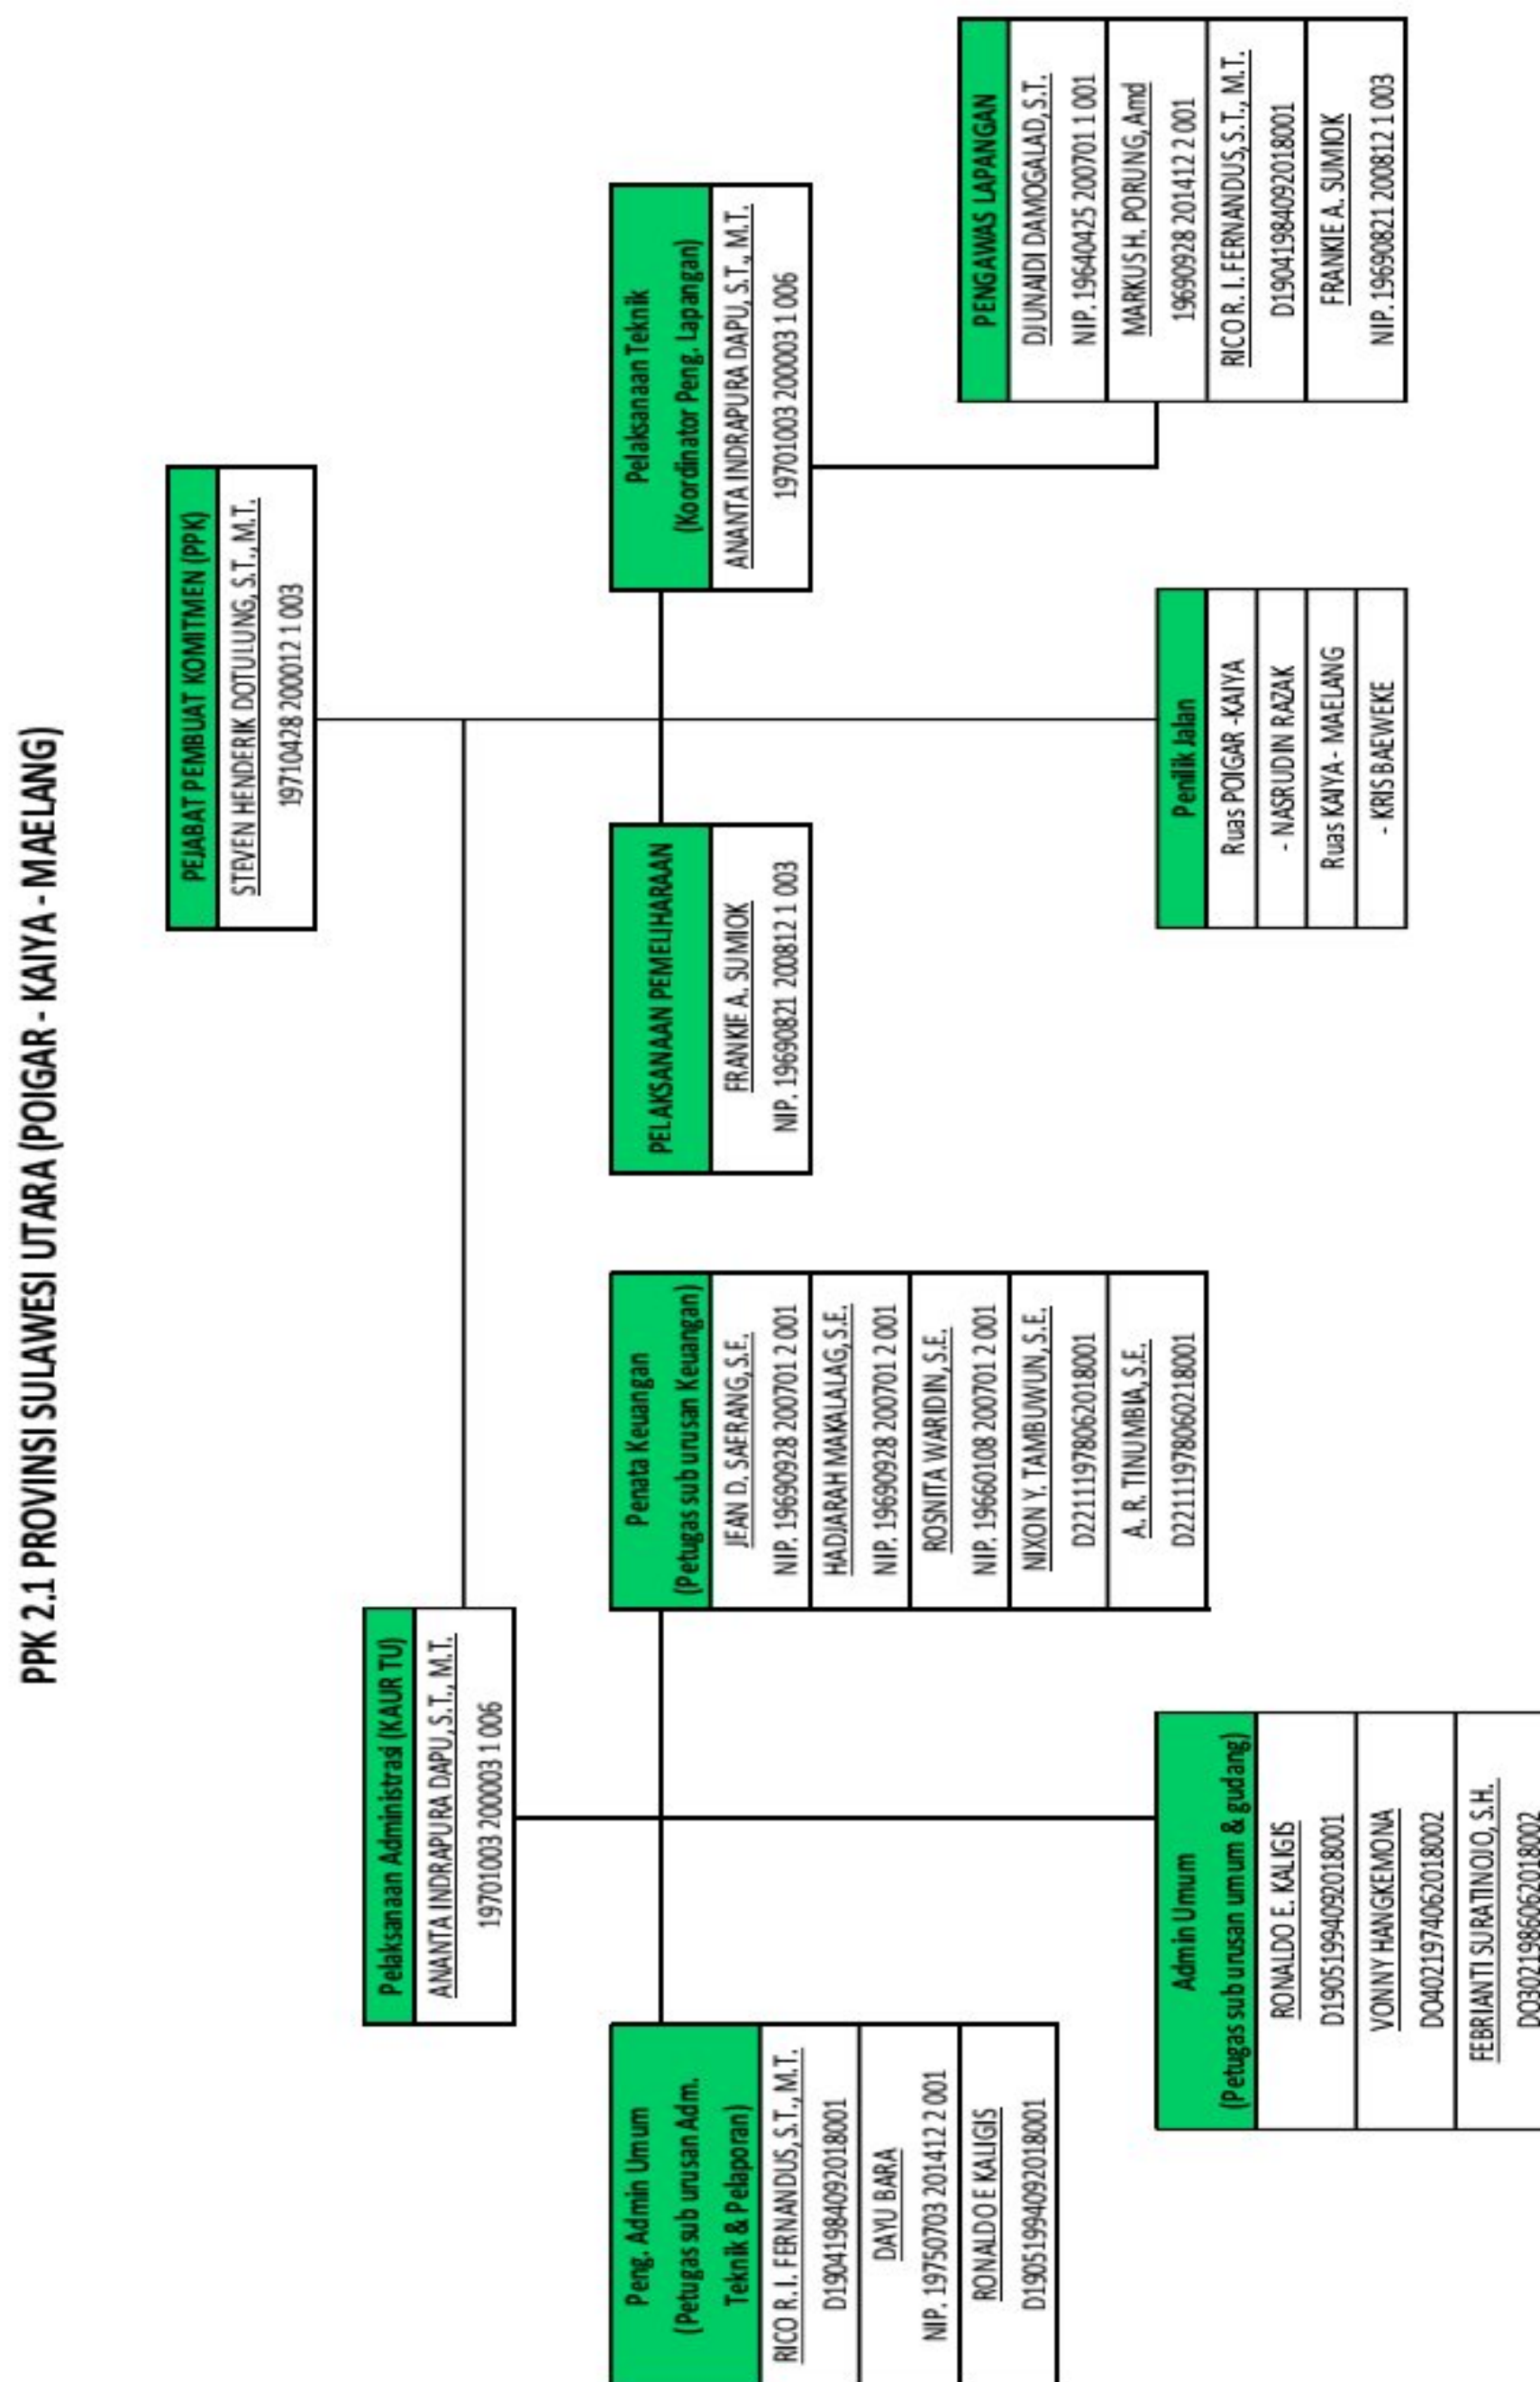 PPK 2.1 PROVINSI SULAWESI UTARA (POIGAR - KAIYA - MAELANG)
PEJABAT PEMBUAT KOMITMEN (PPK)
STEVEN HENDERIK DOTULUNG, S.T., M.T.
19710428 200012 1 003
Pelaksanaan Administrasi (KAUR TU)
ANANTA INDRAPURA DAPU, S.T., M.T.
19701003 200003 1 006
Peng. Admin Umum
(Petugas sub urusan Adm.
Teknik & Pelaporan)
RICO R. I. FERNANDUS, S.T., M.T.
D190419840920180​01
DAYU BARA
NIP. 19750703 201412 2 001
RONALDO E KALIGIS
D19051994092018001
Penata Keuangan
(Petugas sub urusan Keuangan)
JEAN D. SAERANG, S.E.
NIP. 19690928 200701 2 001
HADJARAH MAKALALAG, S.E.
NIP. 19690928 200701 2 001
ROSNITA WARIDIN, S.E.
NIP. 19660108 200701 2 001
NIXON Y. TAMBUWUN, S.E.
D22111978062018001
A. R. TINUMBIA, S.E.
D22111978060218001
PELAKSANAAN PEMELIHARAAN
FRANKIE A. SUMIOK
NIP. 19690821 200812 1 003
Pelaksanaan Teknik
(Koordinator Peng. Lapangan)
ANANTA INDRAPURA DAPU, S.T., M.T.
19701003 200003 1 006
PENGAWAS LAPANGAN
DJUNAIDI DAMOGALAD, S.T.
NIP. 19640425 200701 1 001
MARKUS H. PORUNG, Amd
19690928 201412 2 001
RICO R. I. FERNANDUS, S.T., M.T.
D19041984092018001
FRANKIE A. SUMIOK
NIP. 19690821 200812 1 003
Admin Umum
(Petugas sub urusan umum & gudang)
RONALDO E. KALIGIS
D19051994092018001
VONNY HANGKEMONA
DO4021974062018002
FEBRIANTI SURATINOJO, S.H.
DO3021986062018002
Penilik Jalan
Ruas POIGAR -KAIYA
- NASRUDIN RAZAK
Ruas KAIYA - MAELANG
- KRIS BAEWEKE